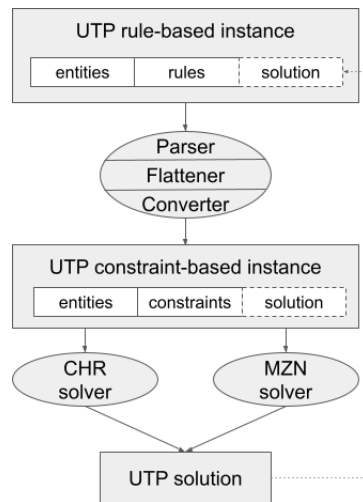 UTP rule-based instance
entities rules solution
Parser
Flattener
Converter
UTP constraint-based instance
entities constraints solution
CHR MZN
solver solver
UTP solution